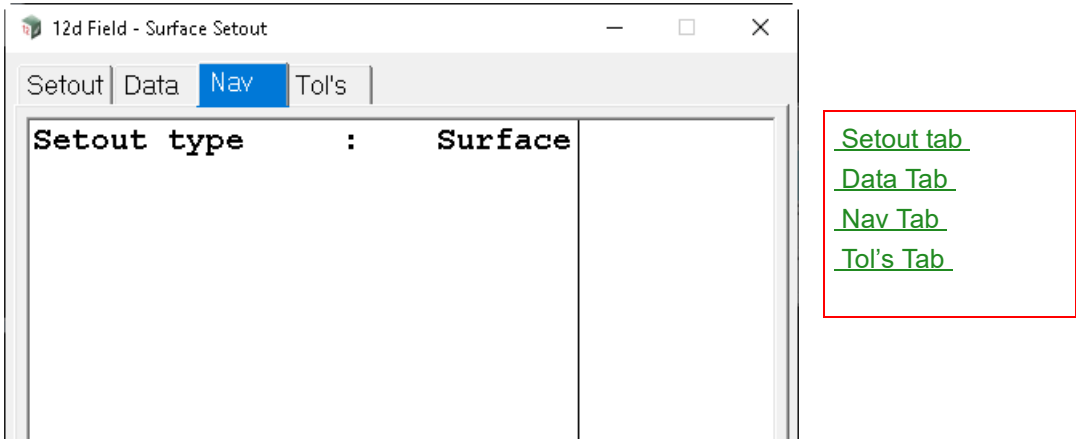 12d Field - Surface Setout
Setout Data Nav Tol's
Setout type : Surface
Setout tab
Data Tab
Nav Tab
Tol’s Tab